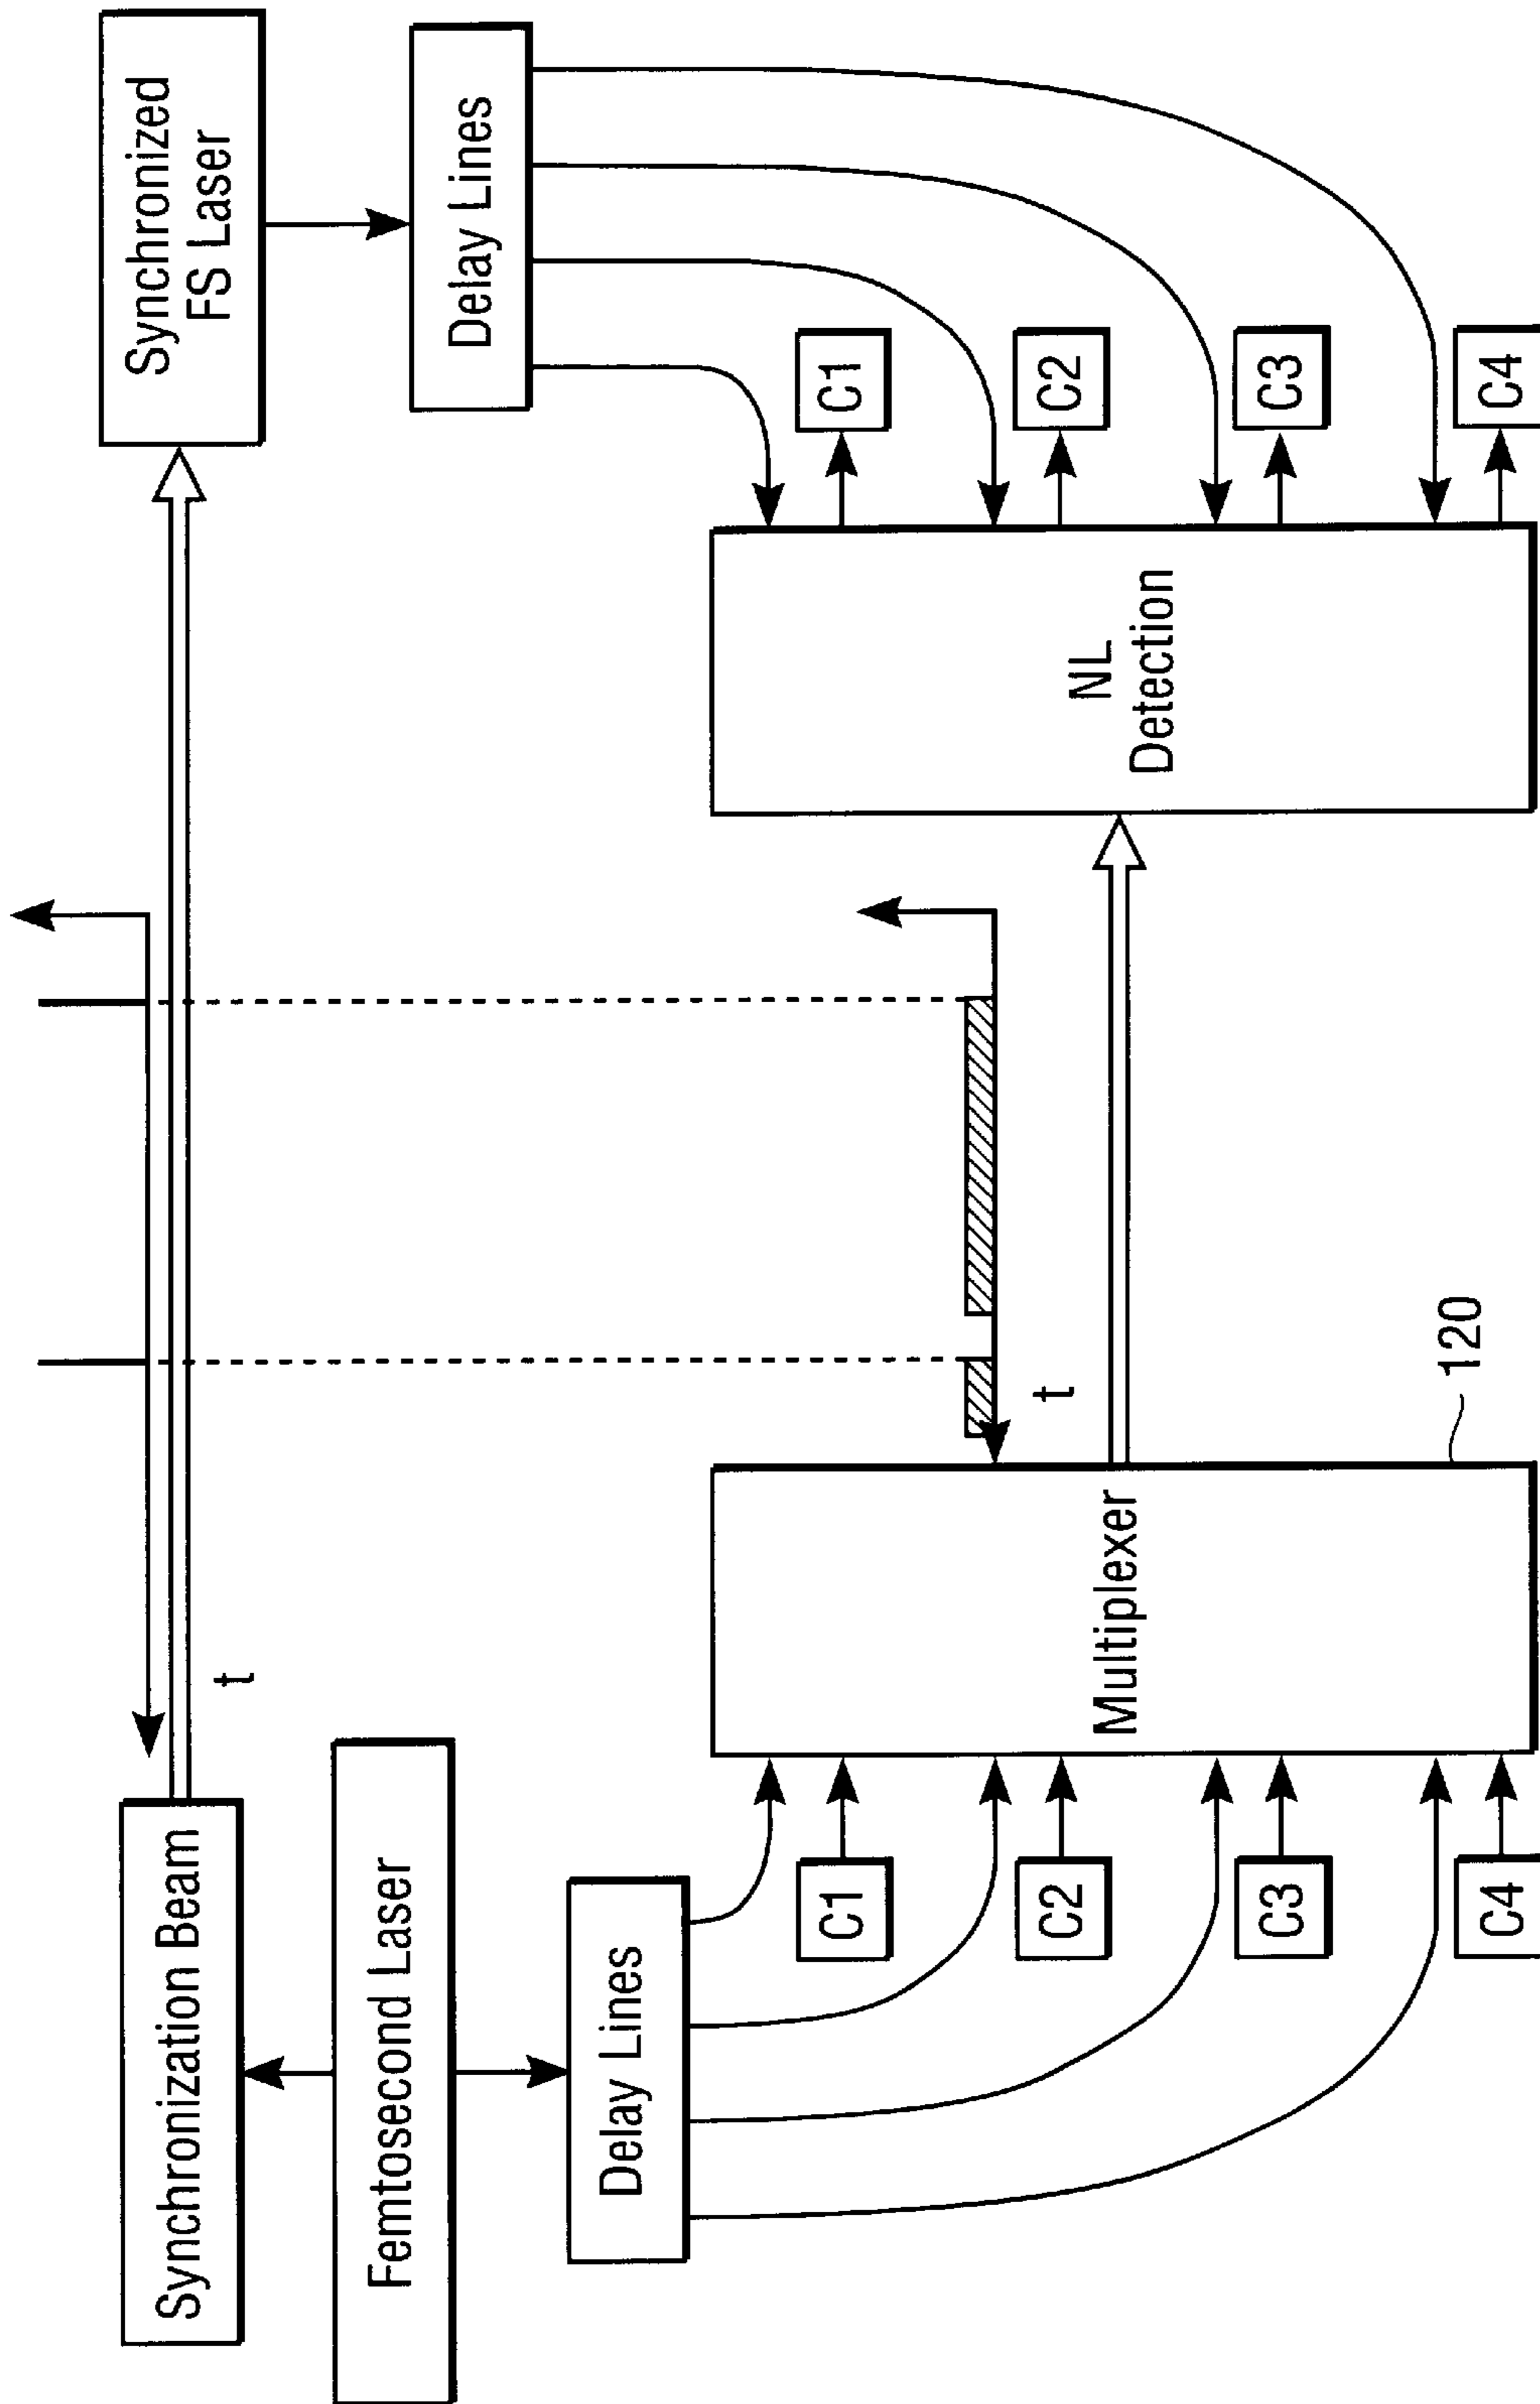 Synchronization Beam
t
Synchronized
FS Laser
Femtosecond Laser
Delay Lines
Delay Lines
C1
C2
C3
C4
Multiplexer
120
t
NL
Detection
C1
C2
C3
C4